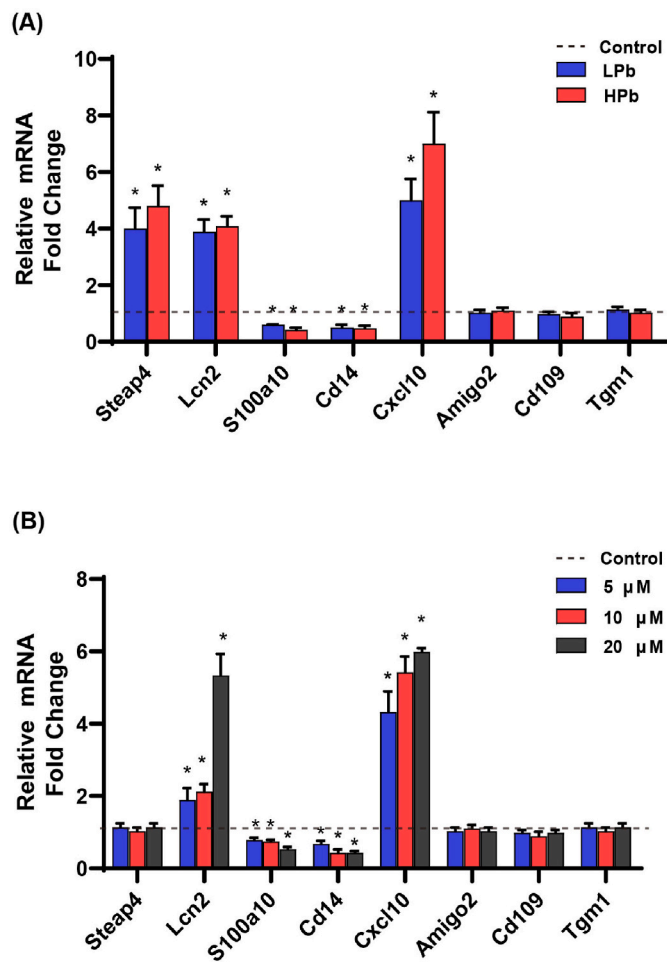 (A)
Relative mRNA
Fold Change
10
8
6
4
2
0
Control
LPb
HPb
* * * * * * * * * *
Steap4 Lcn2 S100a10 Cd14 Cxcl10 Amigo2 Cd109 Tgm1
(B)
Relative mRNA
Fold Change
8
6
4
2
0
Control
5 µM
10 µM
20 µM
* * * * * * * * * * * *
Steap4 Lcn2 S100a10 Cd14 Cxcl10 Amigo2 Cd109 Tgm1